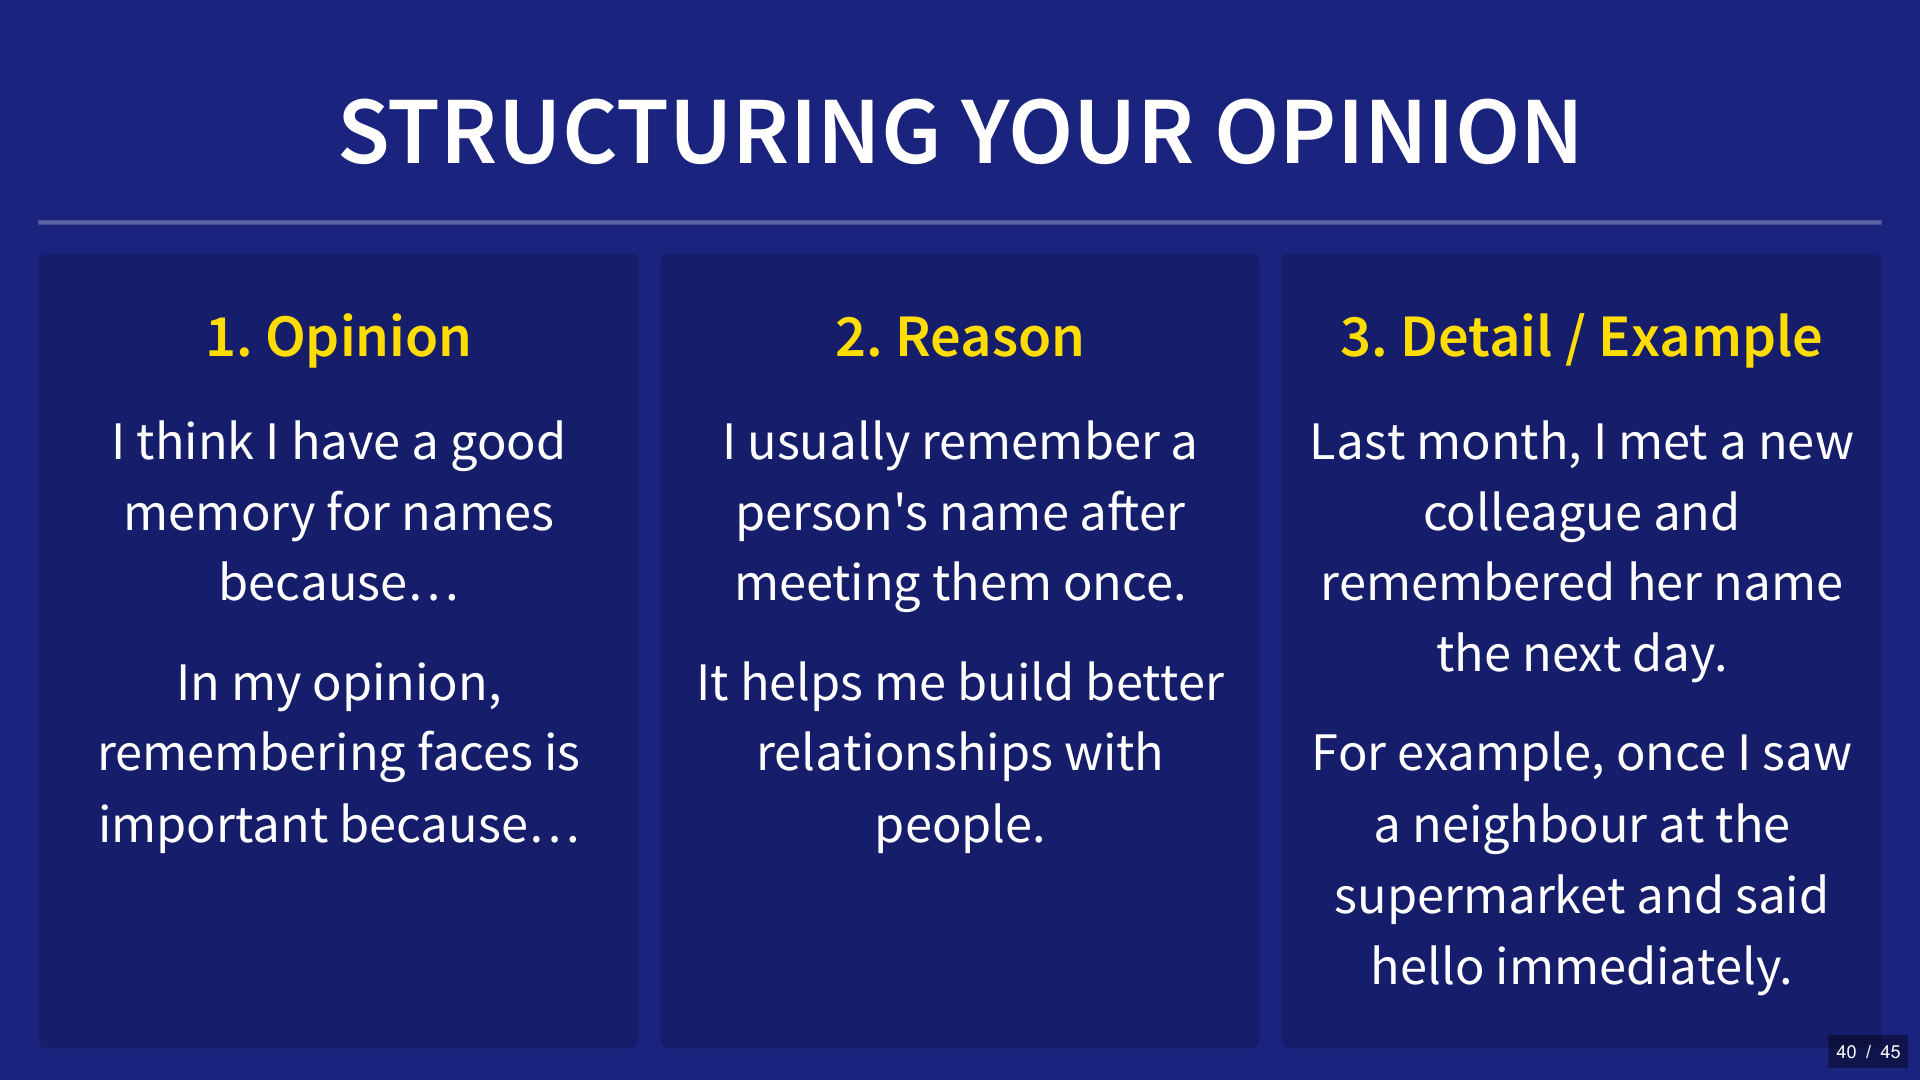 STRUCTURING YOUR OPINION
1. Opinion
I think I have a good
memory for names
because…
In my opinion,
remembering faces is
important because…
2. Reason
I usually remember a
person's name after
meeting them once.
It helps me build better
relationships with
people.
3. Detail / Example
Last month, I met a new
colleague and
remembered her name
the next day.
For example, once I saw
a neighbour at the
supermarket and said
hello immediately.
40 / 45